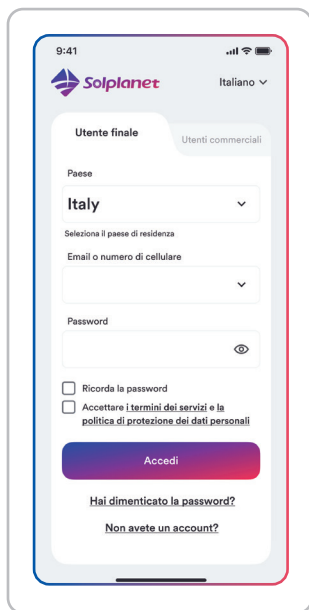 9:41
Solplanet
Italiano
Utente finale
Utenti commerciali
Paese
Italy
Seleziona il paese di residenza
Email o numero di cellulare
Password
Ricorda la password
Accettare i termini dei servizi e la
politica di protezione dei dati personali
Accedi
Hai dimenticato la password?
Non avete un account?